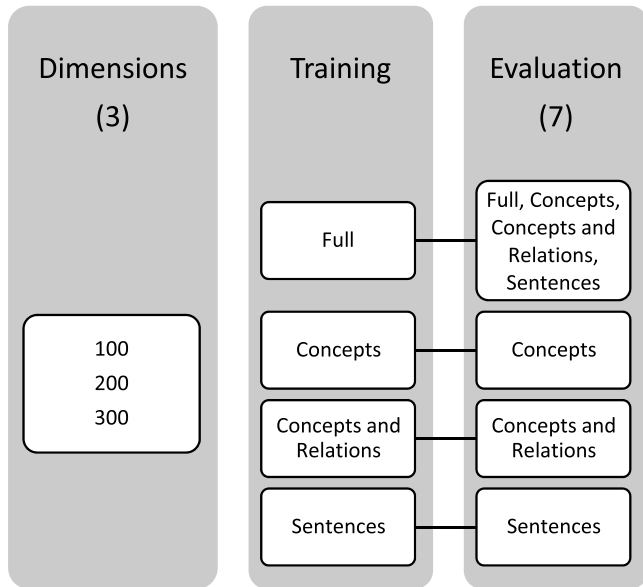 Dimensions
(3)
100
200
300
Training
Full
Concepts
Concepts and
Relations
Sentences
Evaluation
(7)
Full, Concepts,
Concepts and
Relations,
Sentences
Concepts
Concepts and
Relations
Sentences